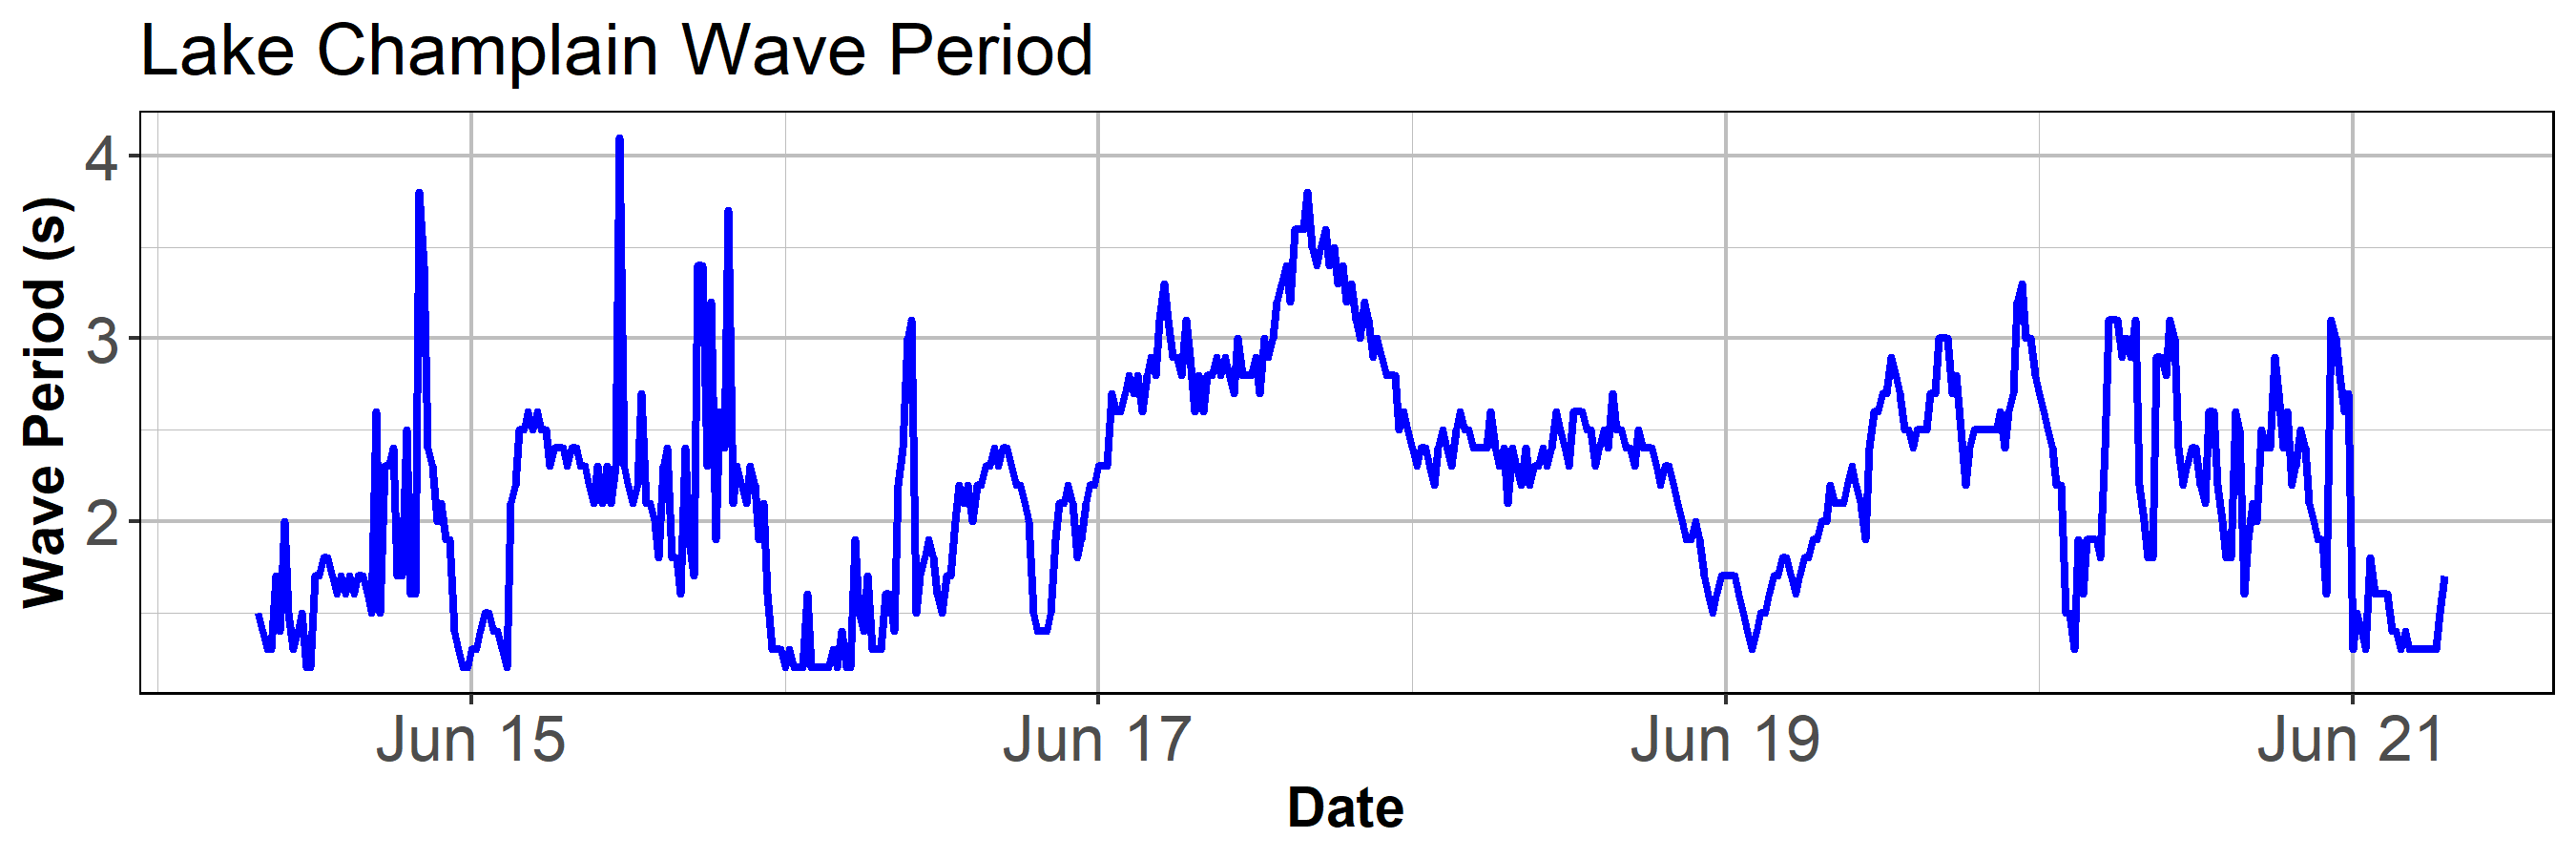 Lake Champlain Wave Period
Wave Period (s)
4
3
2
Jun 15 Jun 17 Jun 19 Jun 21
Date